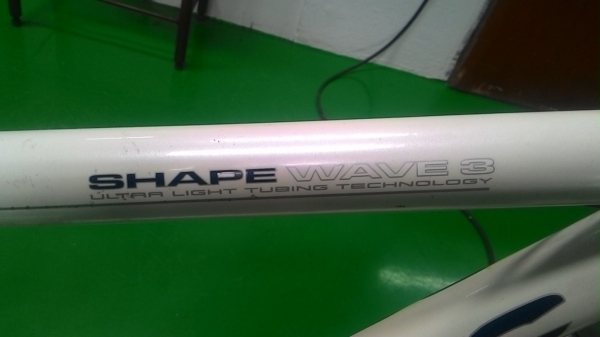 SHAPE WAVE 3
ULTRA LIGHT TUBING TECHNOLOGY